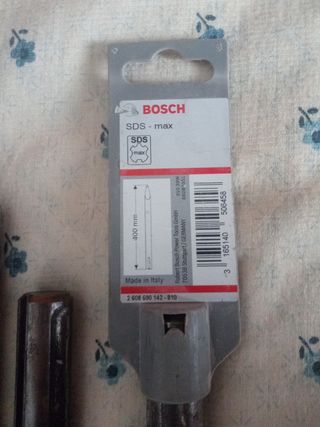 BOSCH
SDS - max
SDS
max
400 mm
Made in Italy
2 608 690 142 - 810
Robert Bosch Power Tools GmbH
70538 Stuttgart | GERMANY
3 165140 506458